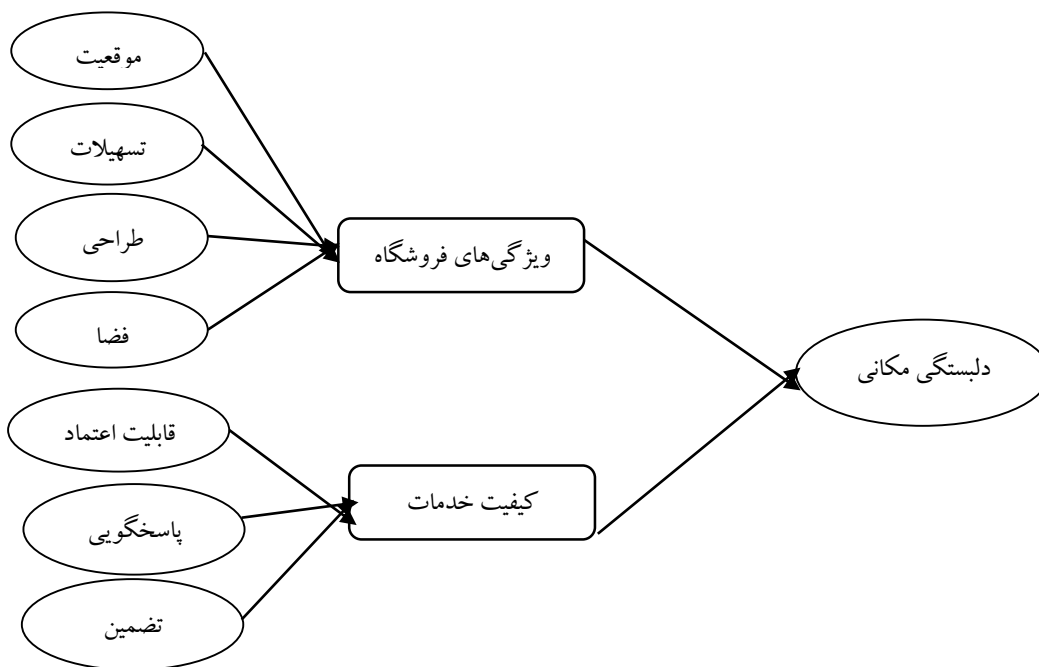 موقعیت
تسهیلات
طراحی
فضا
ویژگی‌های فروشگاه
دلبستگی مکانی
قابلیت اعتماد
پاسخگویی
تضمین
کیفیت خدمات